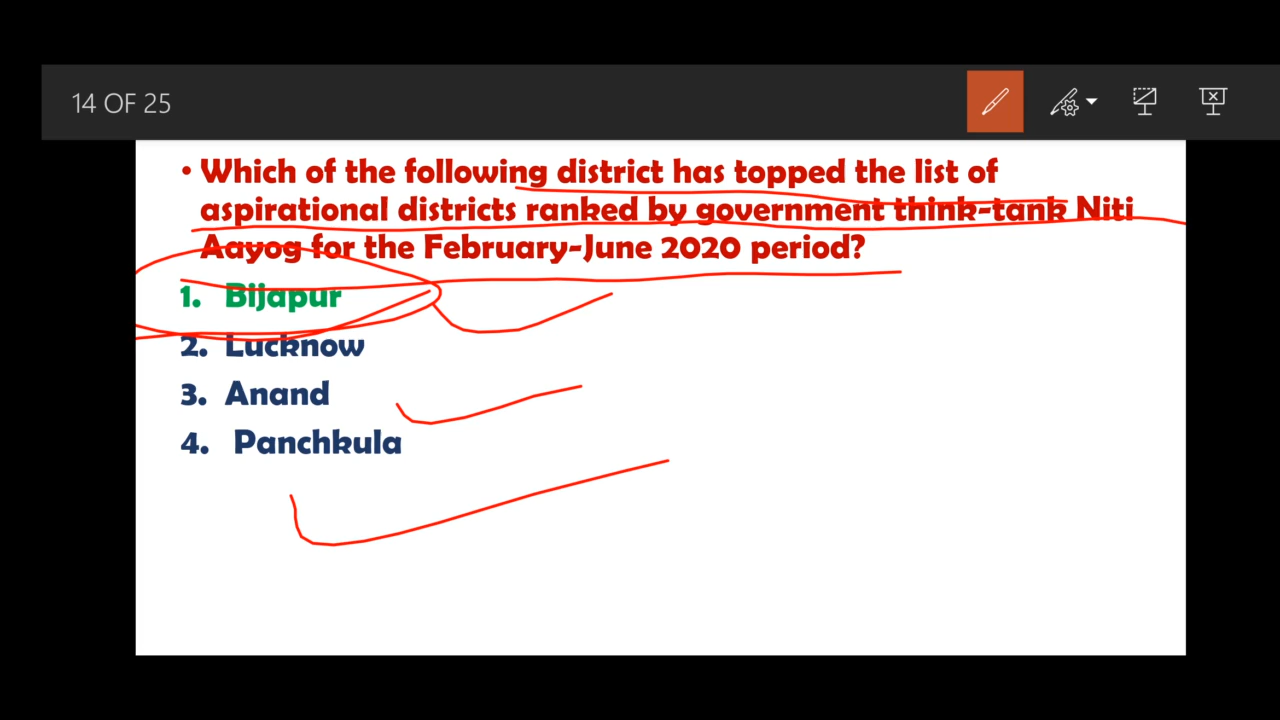 14 OF 25
• Which of the following district has topped the list of
aspirational districts ranked by government think-tank Niti
Aayog for the February-June 2020 period?
1. Bijapur
2. Lucknow
3. Anand
4. Panchkula